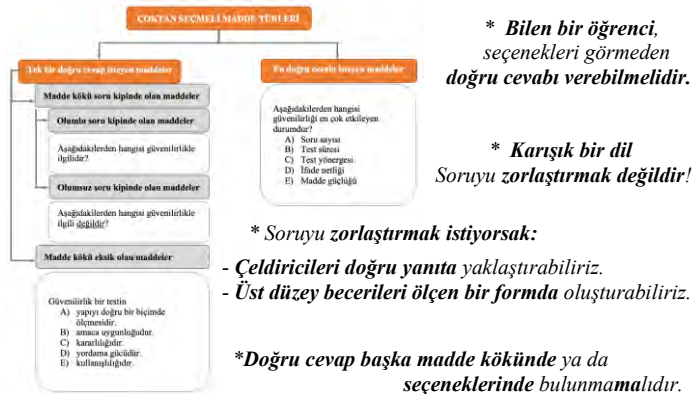 ÇOKTAN SEÇMELİ MADDE TÜRLERİ
Tek bir doğru cevap isteyen maddeler
Madde kökü soru kipinde olan maddeler
Olumlu soru kipinde olan maddeler
Aşağıdakilerden hangisi güvenilirlikle
ilgilidir?
Olumsuz soru kipinde olan maddeler
Aşağıdakilerden hangisi güvenilirlikle
ilgili değildir?
Madde kökü eksik olan maddeler
Güvenilirlik bir testin
A) yapıyı doğru bir biçimde
ölçmesidir.
B) amaca uygunluğudur.
C) kararlılığıdır.
D) yordama gücüdür.
E) kullanışlılığıdır.
En doğru cevabı isteyen maddeler
Aşağıdakilerden hangisi
güvenilirliği en çok etkileyen
durumdur?
A) Soru sayısı
B) Test süresi
C) Test yönergesi
D) İfade netliği
E) Madde güçlüğü
* Bilen bir öğrenci,
seçenekleri görmeden
doğru cevabı verebilmelidir.
* Karışık bir dil
Soruyu zorlaştırmak değildir!
* Soruyu zorlaştırmak istiyorsak:
- Çeldiricileri doğru yanıta yaklaştırabiliriz.
- Üst düzey becerileri ölçen bir formda oluşturabiliriz.
*Doğru cevap başka madde kökünde ya da
seçeneklerinde bulunmamalıdır.